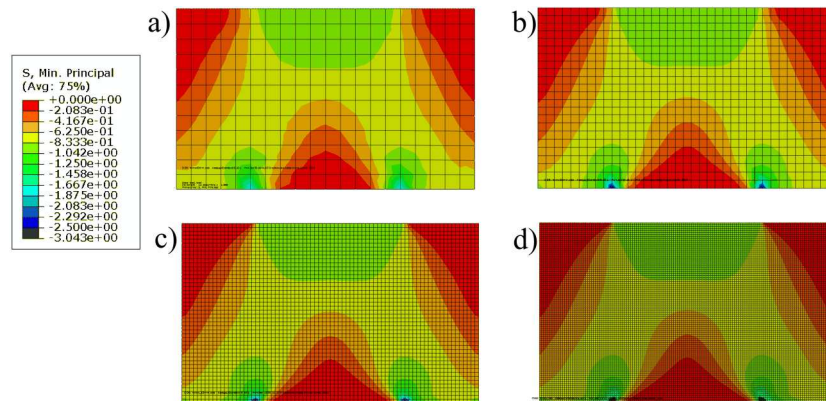 a)
b)
S, Min. Principal
(Avg: 75%)
+0.000e+00
-2.083e-01
-4.167e-01
-6.250e-01
-8.333e-01
-1.042e+00
-1.250e+00
-1.458e+00
-1.667e+00
-1.875e+00
-2.083e+00
-2.292e+00
-2.500e+00
-3.043e+00
c)
d)